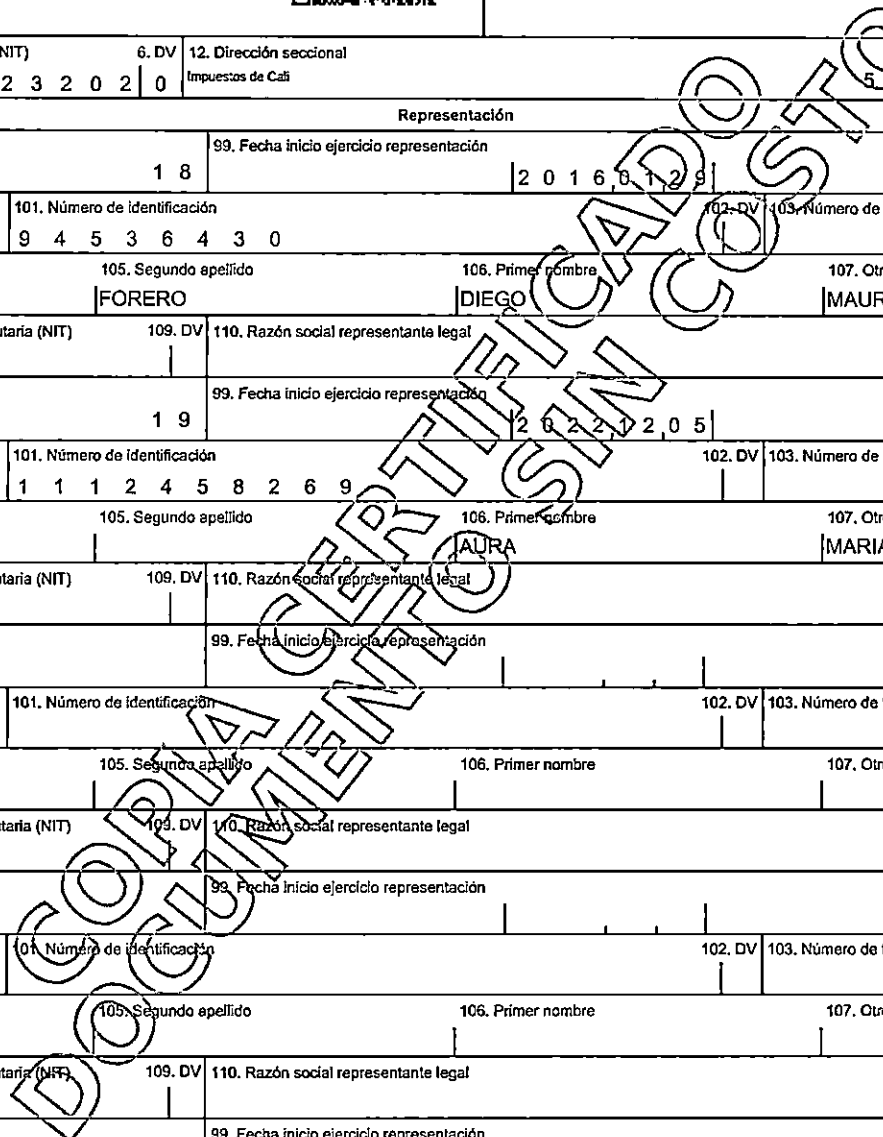 NIT) 6. DV 12. Dirección seccional
2 3 2 0 2 0 Impuestos de Cali 5
Representación
99. Fecha inicio ejercicio representación
1 8 2 0 1 6 0 1 2 9
101. Número de identificación 102. DV 103. Número de
9 4 5 3 6 4 3 0
105. Segundo apellido 106. Primer nombre 107. Otr
FORERO DIEGO MAUR
utaria (NIT) 109. DV 110. Razón social representante legal
99. Fecha inicio ejercicio representación
1 9 2 0 2 2 1 2 0 5
101. Número de identificación 102. DV 103. Número de
1 1 1 2 4 5 8 2 6 9
105. Segundo apellido 106. Primer nombre 107. Otr
AURA MARIA
taria (NIT) 109. DV 110. Razón social representante legal
99. Fecha inicio ejercicio representación
101. Número de identificación 102. DV 103. Número de
105. Segundo apellido 106. Primer nombre 107. Otr
taria (NIT) 109. DV 110. Razón social representante legal
99. Fecha inicio ejercicio representación
101. Número de identificación 102. DV 103. Número de t
105. Segundo apellido 106. Primer nombre 107. Otr
taria (NIT) 109. DV 110. Razón social representante legal
99. Fecha inicio ejercicio representación
COPIA CERTIFICADO
DOCUMENTO SIN COSTO